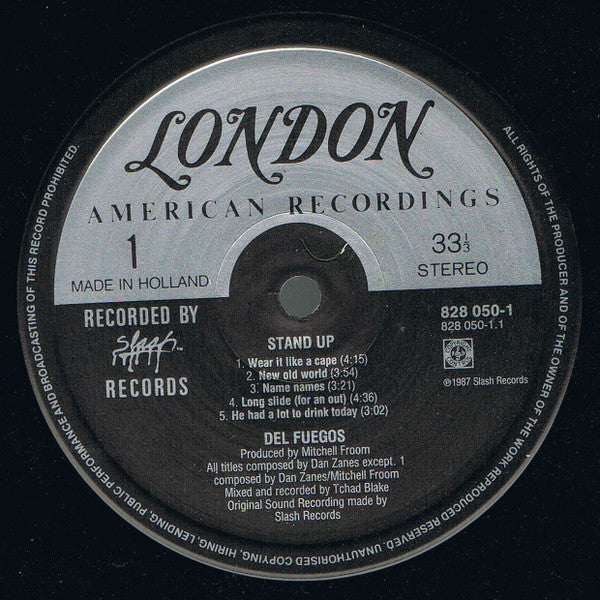 LONDON
AMERICAN RECORDINGS
1
33 1/3
MADE IN HOLLAND
STEREO
RECORDED BY
Slash™
RECORDS
828 050-1
828 050-1.1
℗1987 Slash Records
STAND UP
1. Wear it like a cape (4:15)
2. New old world (3:54)
3. Name names (3:21)
4. Long slide (for an out) (4:36)
5. He had a lot to drink today (3:02)
DEL FUEGOS
Produced by Mitchell Froom
All titles composed by Dan Zanes except. 1
composed by Dan Zanes/Mitchell Froom
Mixed and recorded by Tchad Blake
Original Sound Recording made by
Slash Records
ALL RIGHTS OF THE PRODUCER AND OF THE OWNER OF THE WORK REPRODUCED RESERVED. UNAUTHORISED COPYING, HIRING, LENDING, PUBLIC PERFORMANCE AND BROADCASTING OF THIS RECORD PROHIBITED.